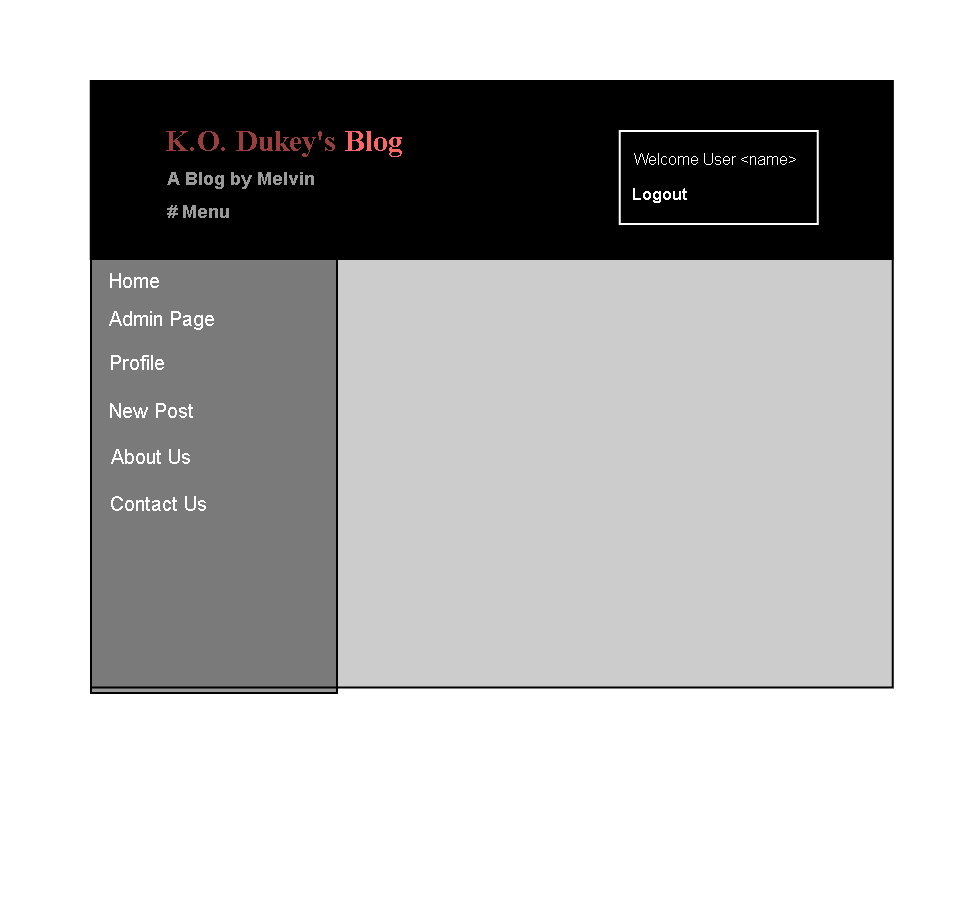 K.O. Dukey's Blog
A Blog by Melvin
# Menu
Welcome User <name>
Logout
Home
Admin Page
Profile
New Post
About Us
Contact Us